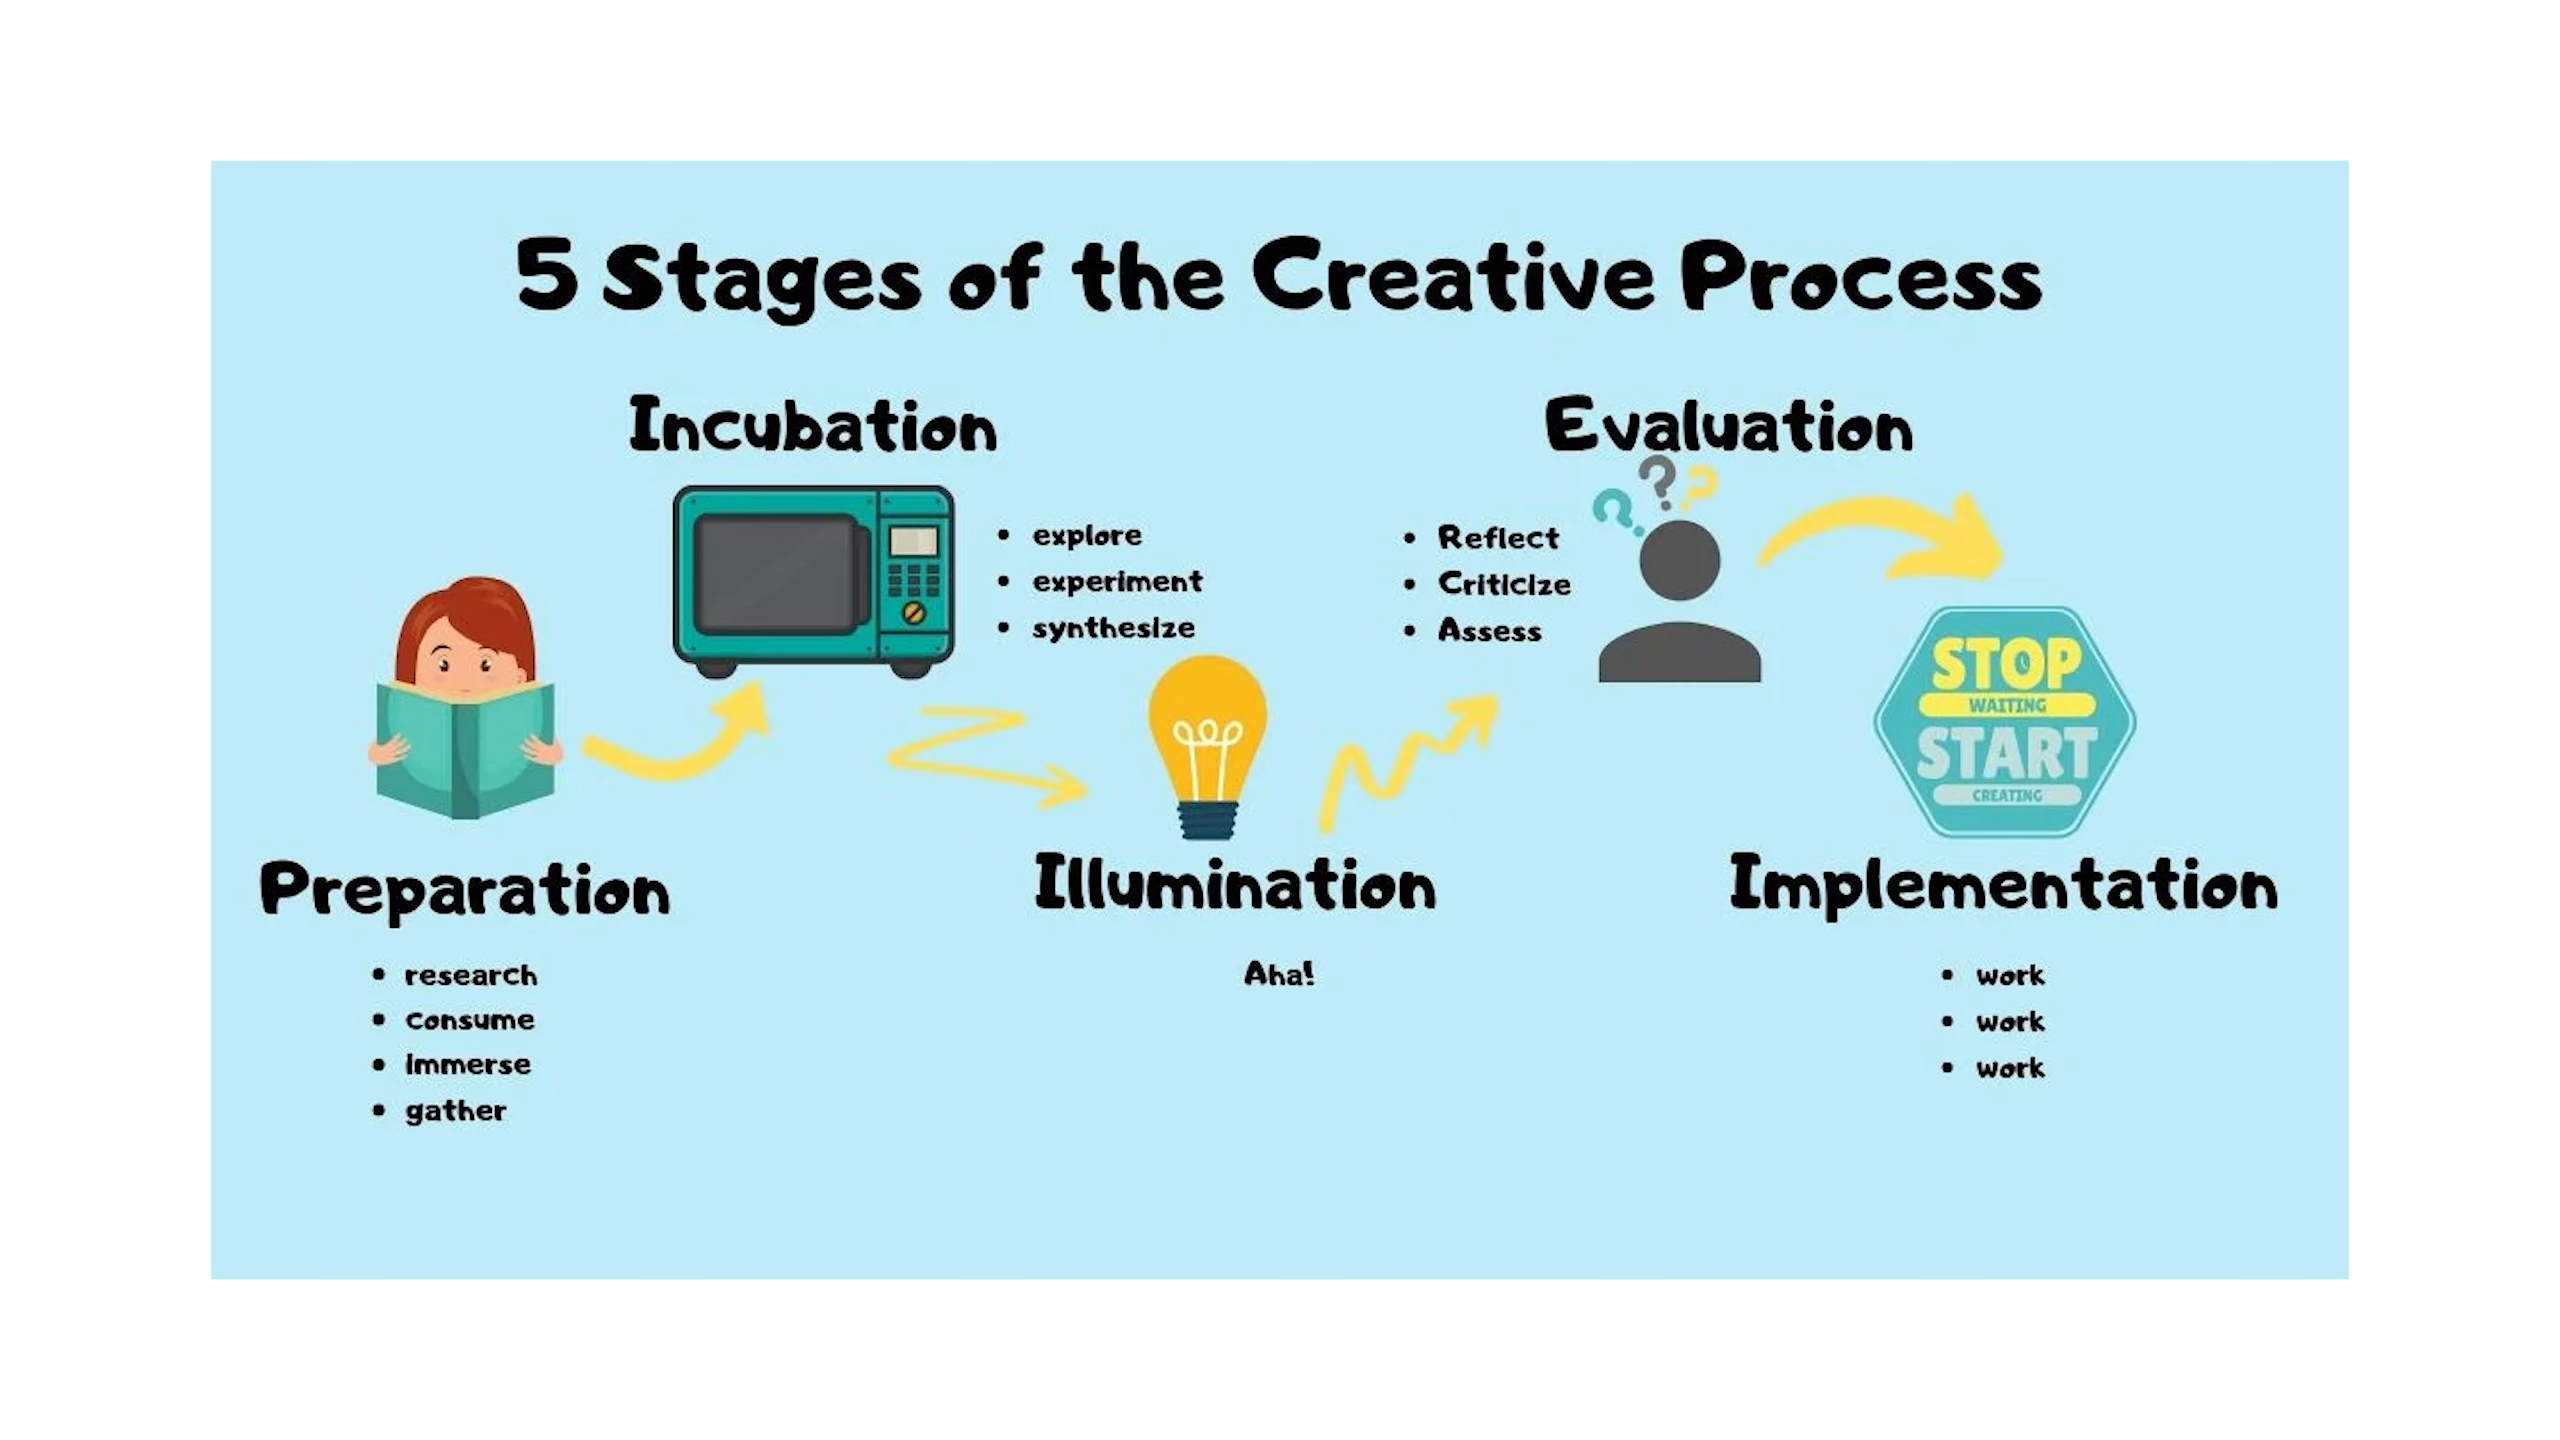 5 Stages of the Creative Process
Incubation
• explore
• experiment
• synthesize
Evaluation
? ? ?
• Reflect
• Criticize
• Assess
STOP
WAITING
START
CREATING
Preparation
• research
• consume
• immerse
• gather
Illumination
Aha!
Implementation
• work
• work
• work